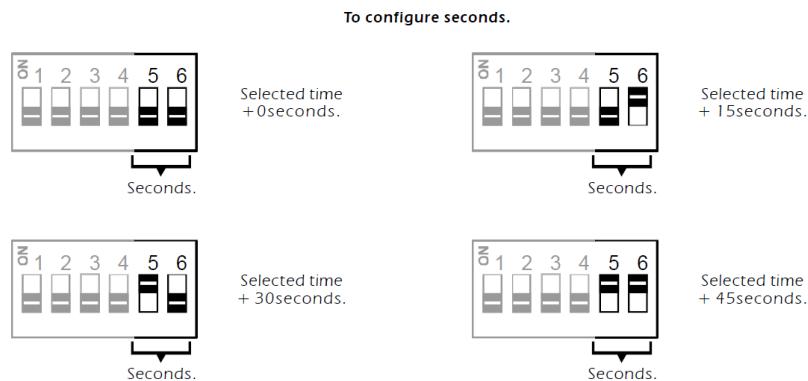 To configure seconds.
ON 1 2 3 4 5 6
Selected time
+0seconds.
Seconds.
ON 1 2 3 4 5 6
Selected time
+ 15seconds.
Seconds.
ON 1 2 3 4 5 6
Selected time
+ 30seconds.
Seconds.
ON 1 2 3 4 5 6
Selected time
+ 45seconds.
Seconds.